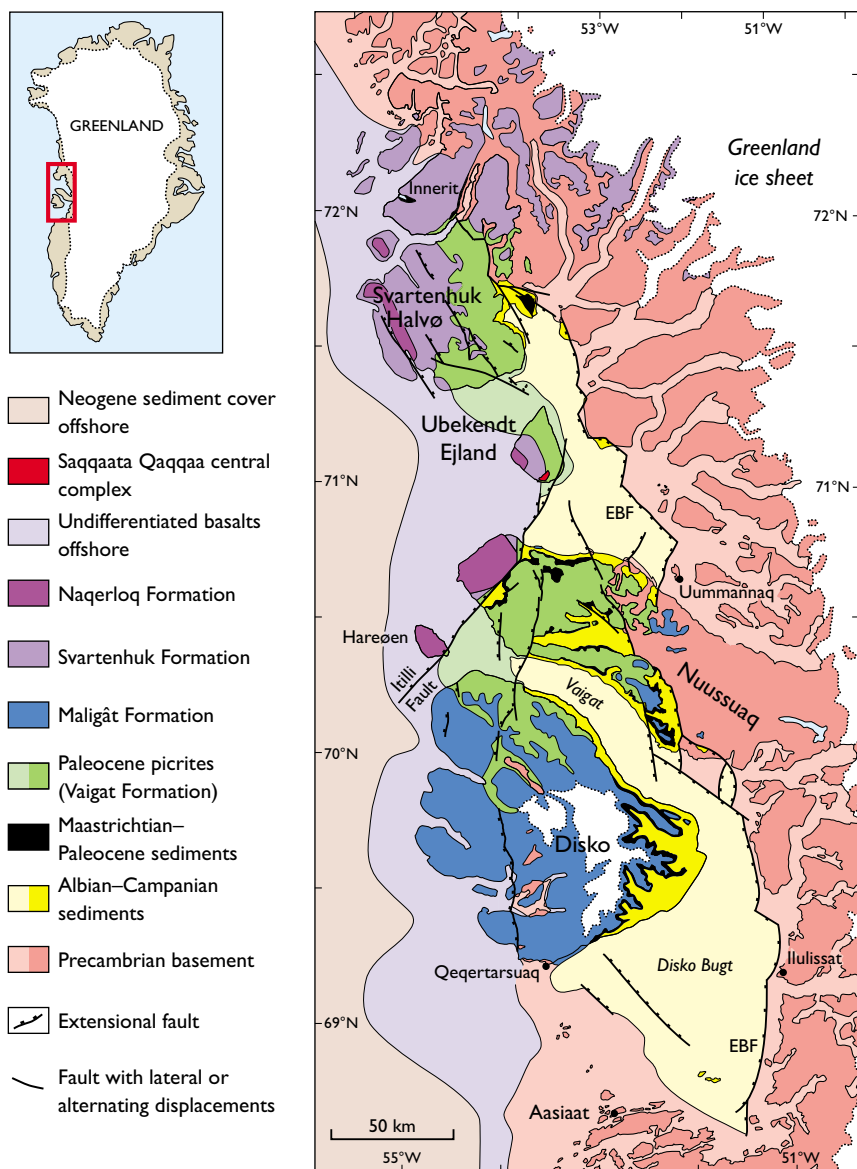 GREENLAND
Neogene sediment cover
offshore
Saqqaata Qaqqaa central
complex
Undifferentiated basalts
offshore
Naqerloq Formation
Svartenhuk Formation
Maligât Formation
Paleocene picrites
(Vaigat Formation)
Maastrichtian–
Paleocene sediments
Albian–Campanian
sediments
Precambrian basement
Extensional fault
Fault with lateral or
alternating displacements
53°W
51°W
Greenland
ice sheet
Innerit
72°N
72°N
Svartenhuk
Halvø
Ubekendt
Ejland
71°N
71°N
EBF
Uummannaq
Hareøen
Itilli
Fault
Vaigat
Nuussuaq
70°N
70°N
Disko
Qeqertarsuaq
Disko Bugt
Ilulissat
69°N
EBF
Aasiaat
50 km
55°W
51°W